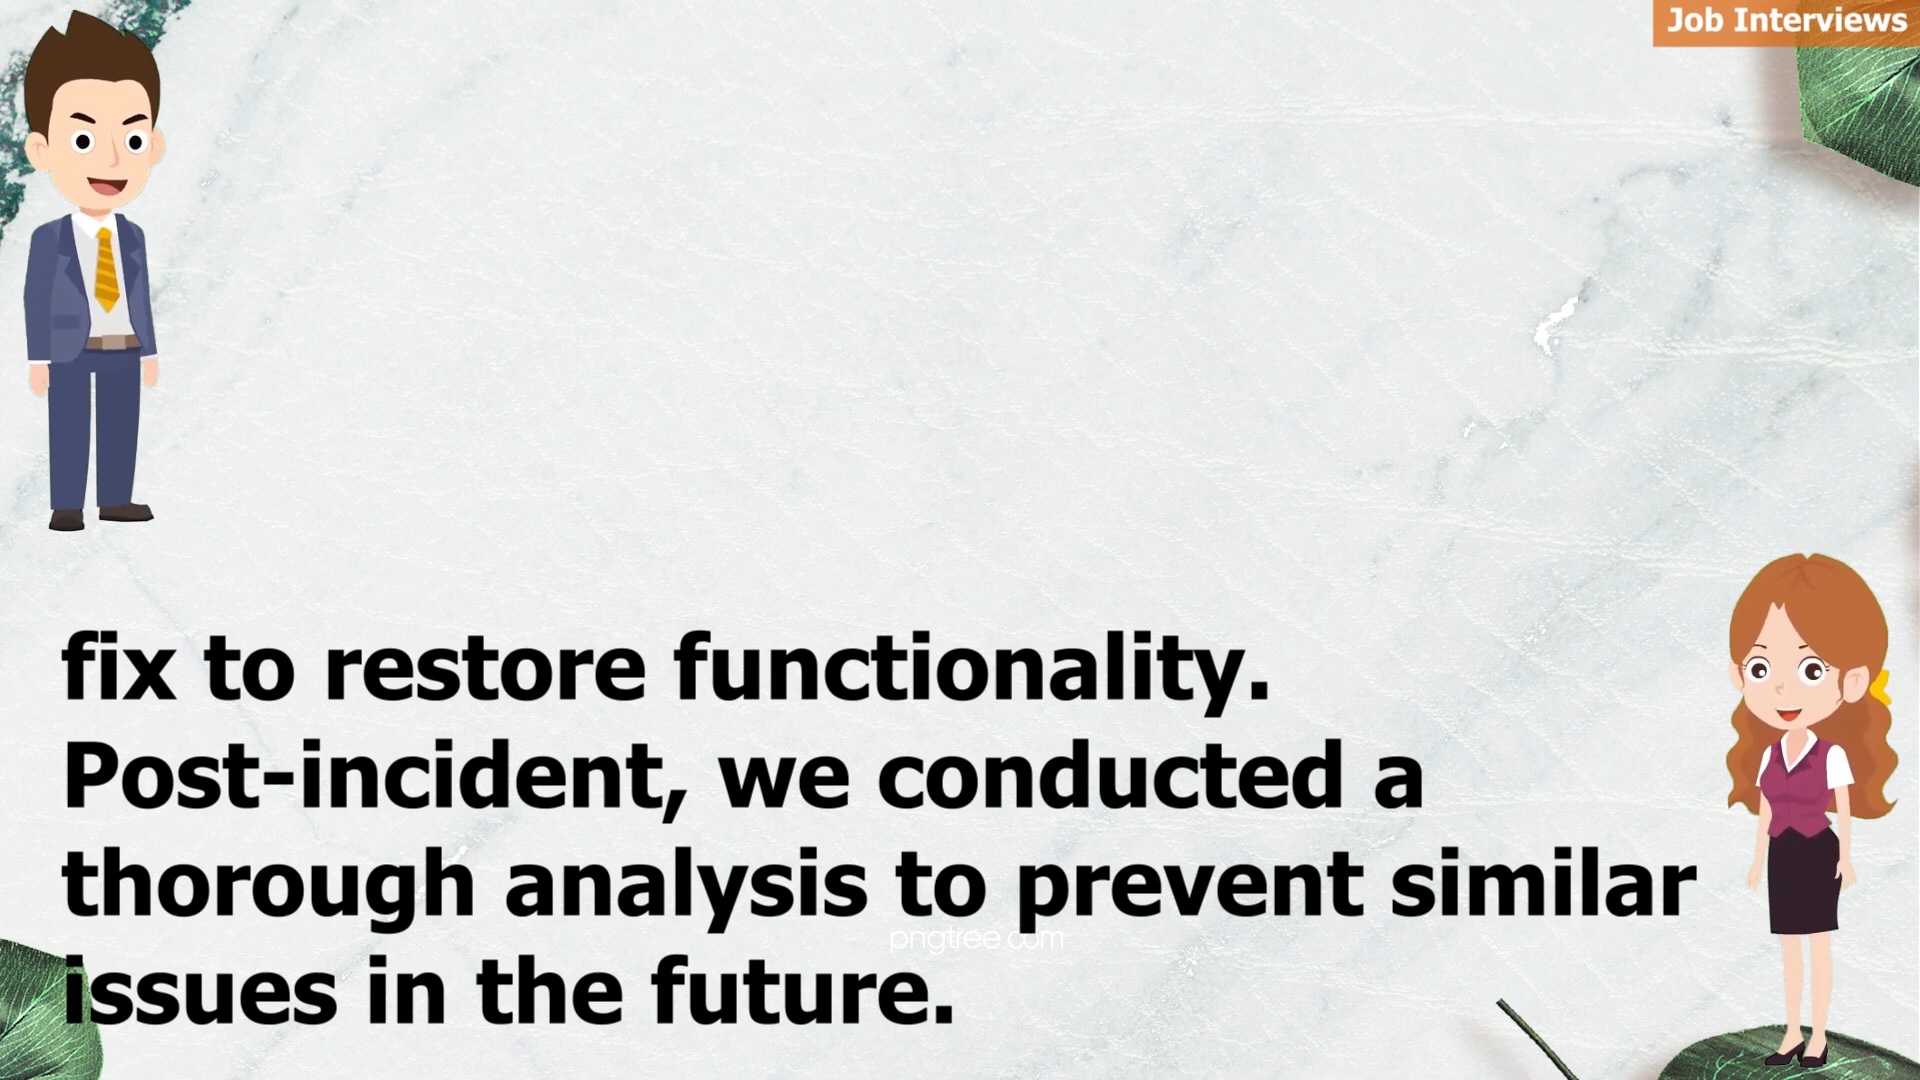 Job Interviews
fix to restore functionality.
Post-incident, we conducted a
thorough analysis to prevent similar
issues in the future.
pngtree.com